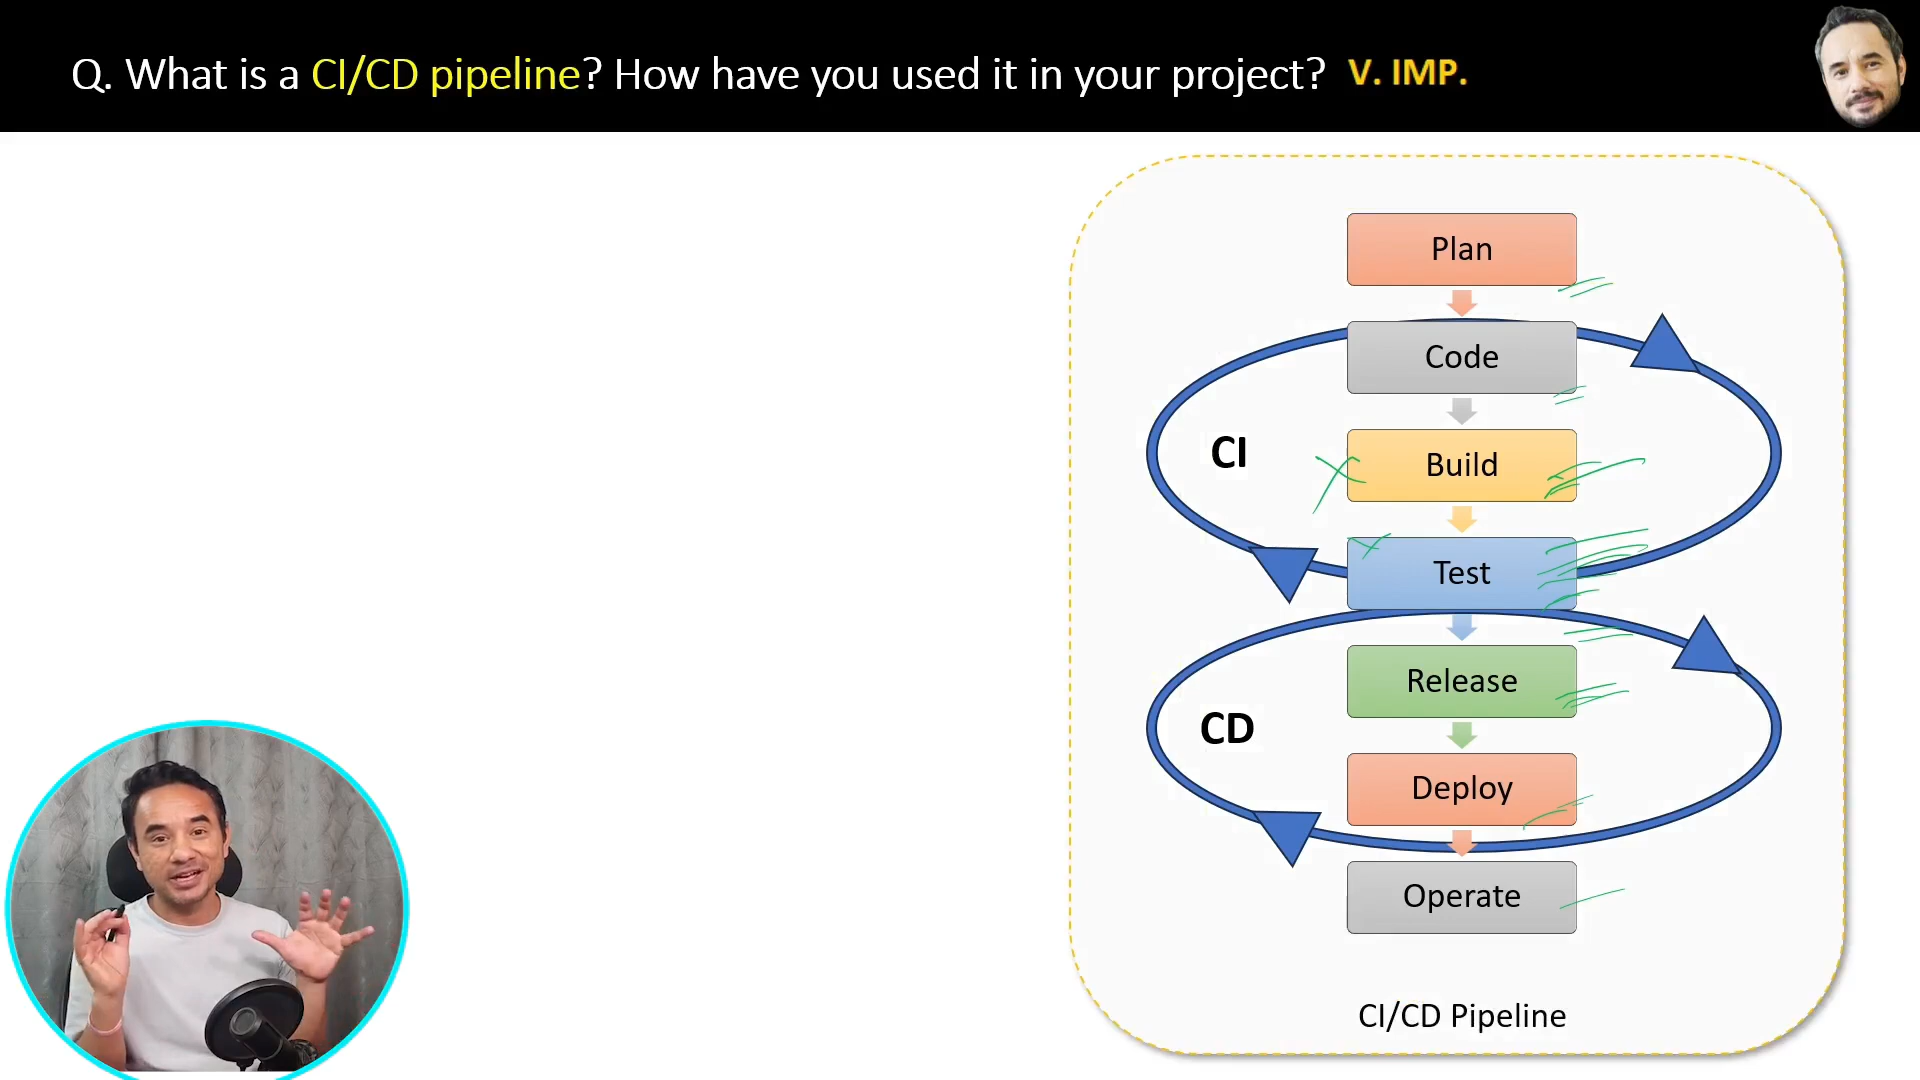 Q. What is a CI/CD pipeline? How have you used it in your project? V. IMP.
Plan
Code
CI
Build
Test
Release
CD
Deploy
Operate
CI/CD Pipeline